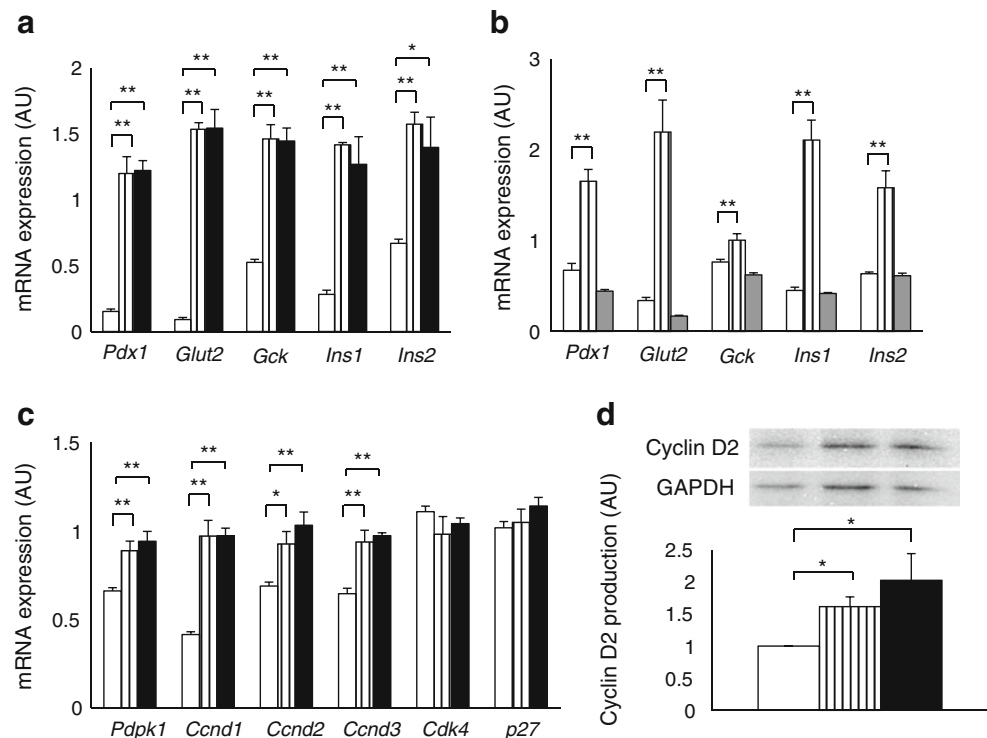 a
** ** ** ** *
** ** ** ** **
mRNA expression (AU)
2
1.5
1
0.5
0
Pdx1 Glut2 Gck Ins1 Ins2
b
** ** ** ** **
mRNA expression (AU)
3
2
1
0
Pdx1 Glut2 Gck Ins1 Ins2
c
** ** ** **
** ** * **
mRNA expression (AU)
1.5
1
0.5
0
Pdpk1 Ccnd1 Ccnd2 Ccnd3 Cdk4 p27
d
Cyclin D2
GAPDH
*
*
Cyclin D2 production (AU)
2.5
2
1.5
1
0.5
0